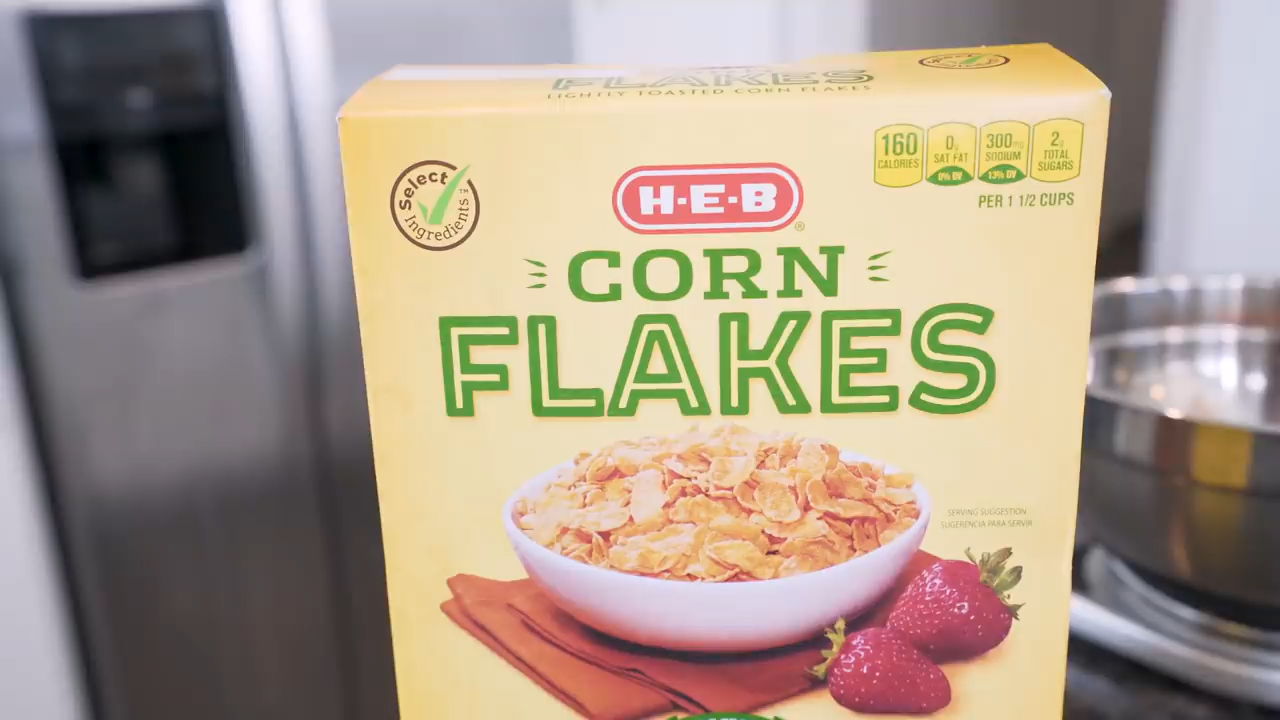 FLAKES
LIGHTLY TOASTED CORN FLAKES
Select
Ingredients™
H-E-B®
160
CALORIES
0g
SAT FAT
0% DV
300mg
SODIUM
13% DV
2g
TOTAL
SUGARS
PER 1 1/2 CUPS
CORN
FLAKES
SERVING SUGGESTION
SUGERENCIA PARA SERVIR